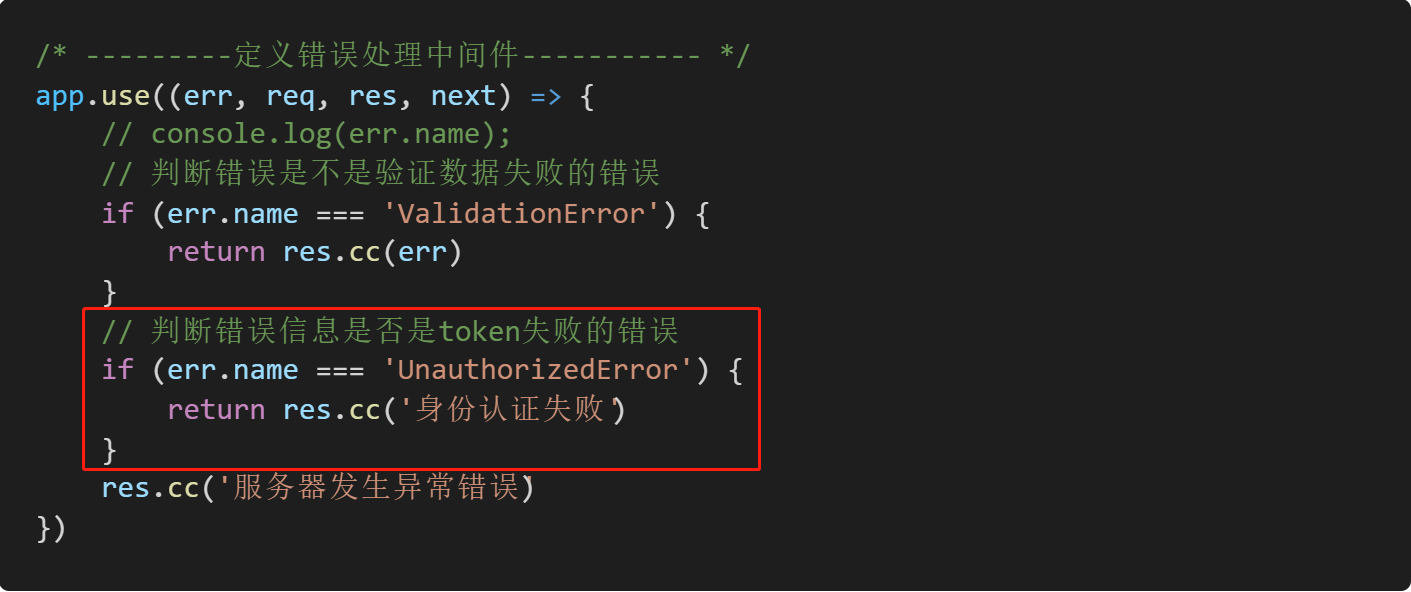 /* ---------定义错误处理中间件----------- */
app.use((err, req, res, next) => {
    // console.log(err.name);
    // 判断错误是不是验证数据失败的错误
    if (err.name === 'ValidationError') {
        return res.cc(err)
    }
    // 判断错误信息是否是token失败的错误
    if (err.name === 'UnauthorizedError') {
        return res.cc('身份认证失败')
    }
    res.cc('服务器发生异常错误')
})